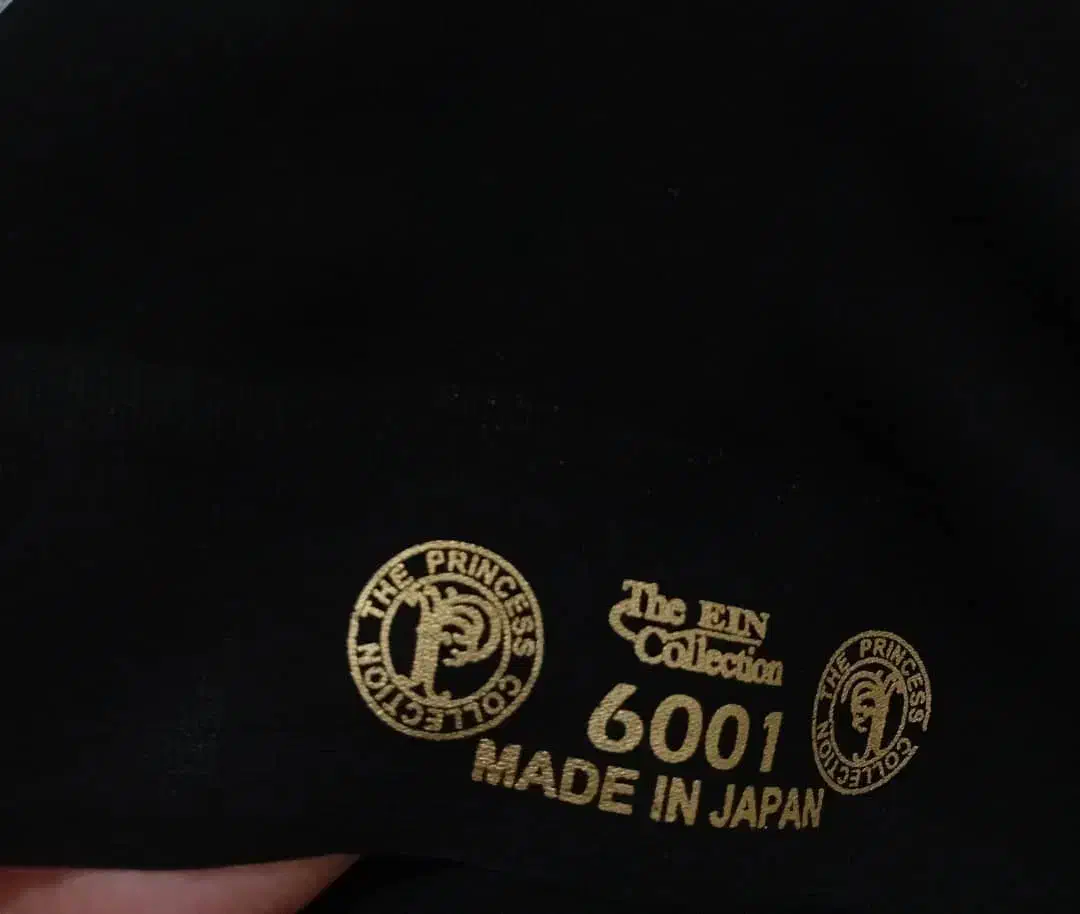 THE PRINCESS COLLECTION
P
The EIN
Collection
6001
MADE IN JAPAN
THE PRINCESS COLLECTION
P